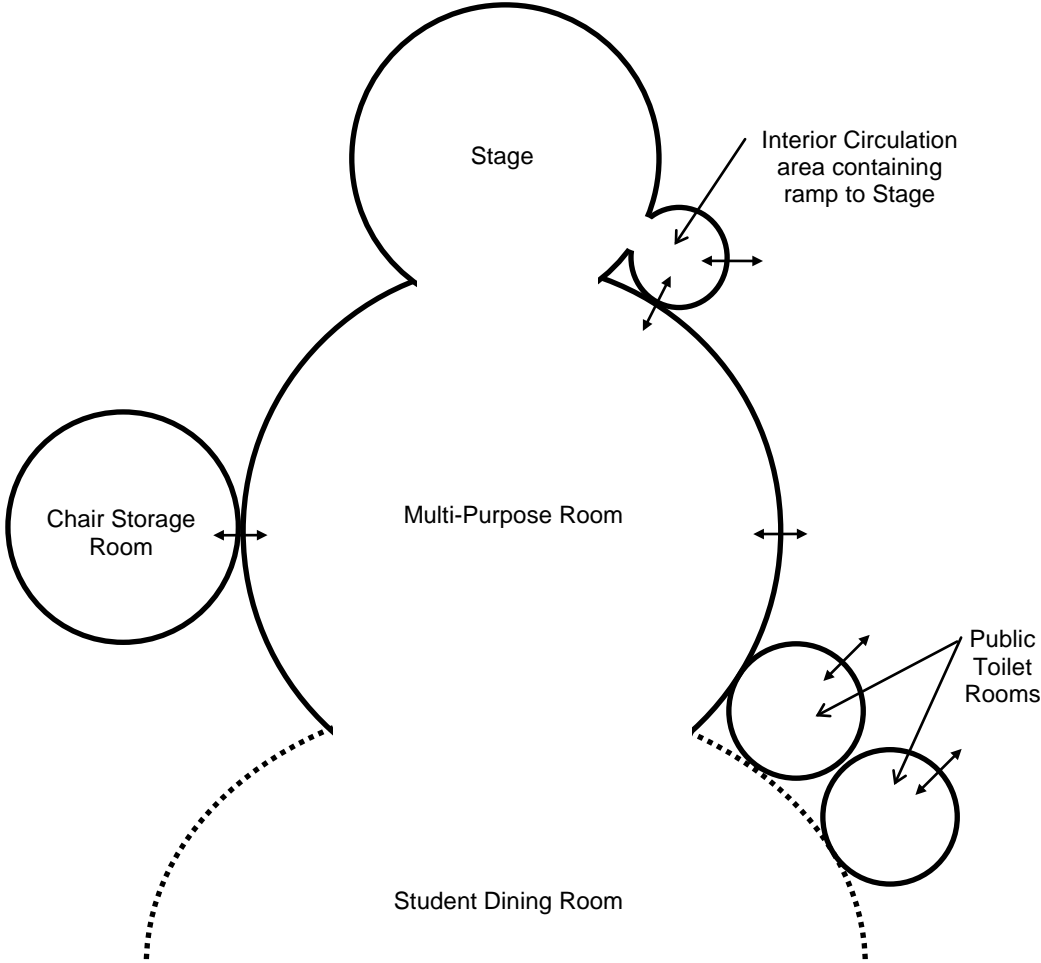 Stage
Interior Circulation
area containing
ramp to Stage
Chair Storage
Room
Multi-Purpose Room
Public
Toilet
Rooms
Student Dining Room